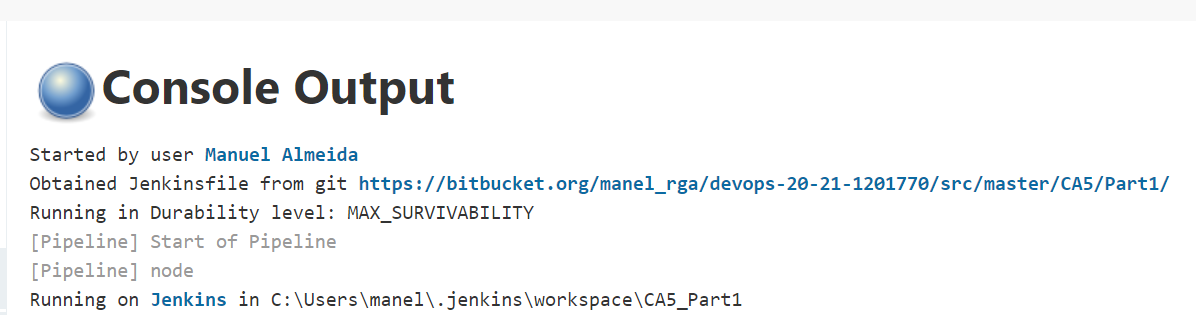 Console Output
Started by user Manuel Almeida
Obtained Jenkinsfile from git https://bitbucket.org/manel_rga/devops-20-21-1201770/src/master/CA5/Part1/
Running in Durability level: MAX_SURVIVABILITY
[Pipeline] Start of Pipeline
[Pipeline] node
Running on Jenkins in C:\Users\manel\.jenkins\workspace\CA5_Part1